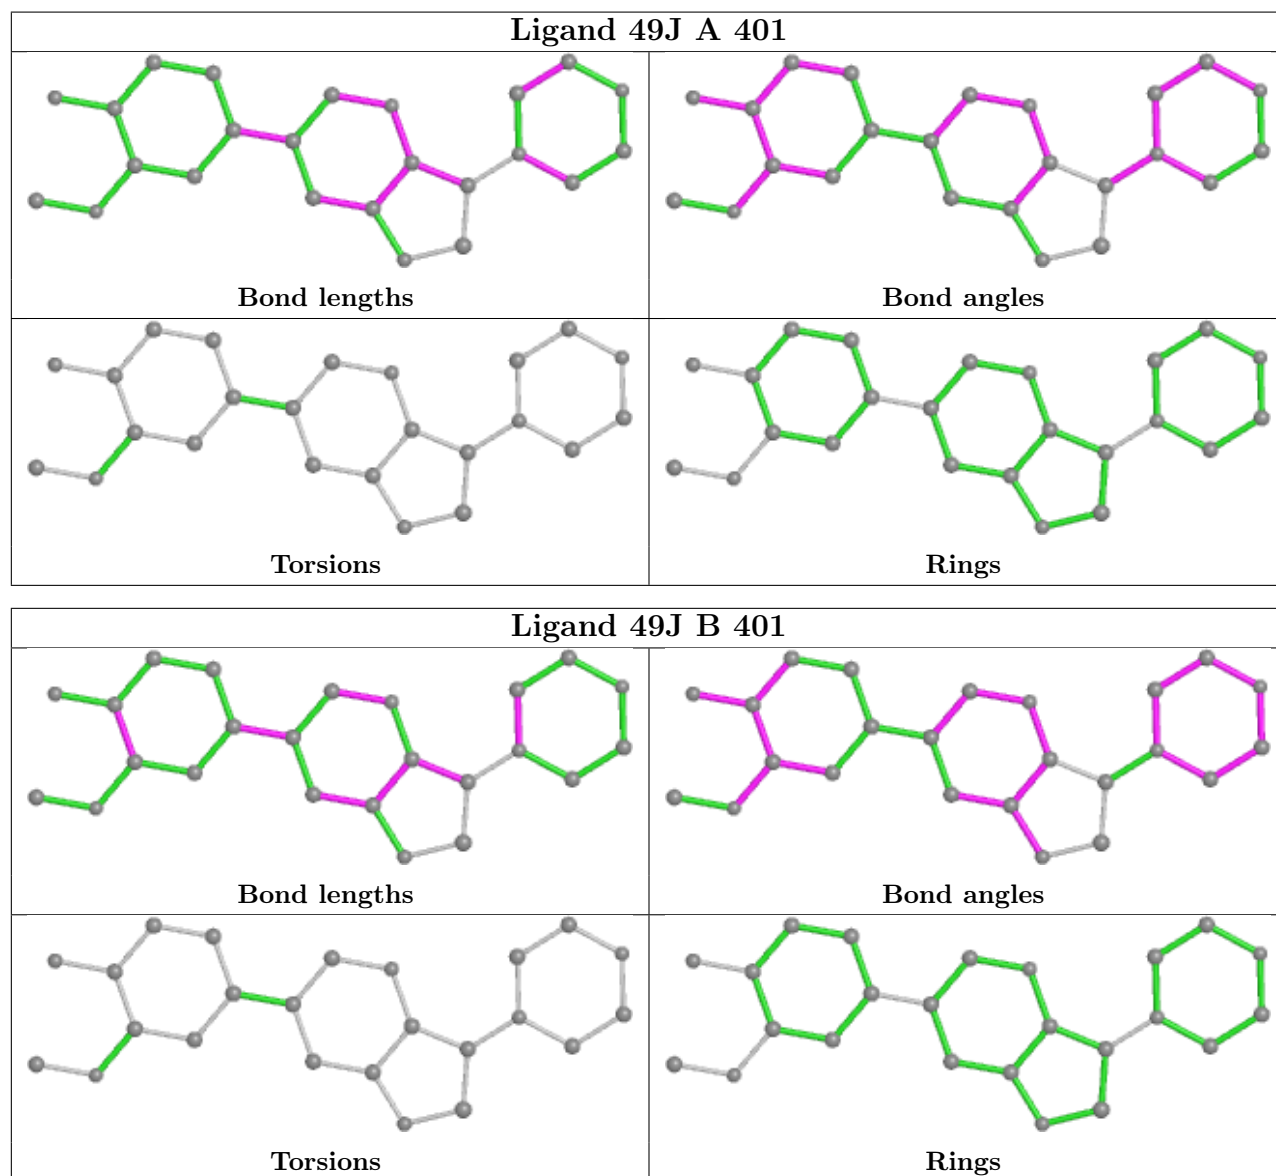 Ligand 49J A 401
Bond lengths
Bond angles
Torsions
Rings
Ligand 49J B 401
Bond lengths
Bond angles
Torsions
Rings